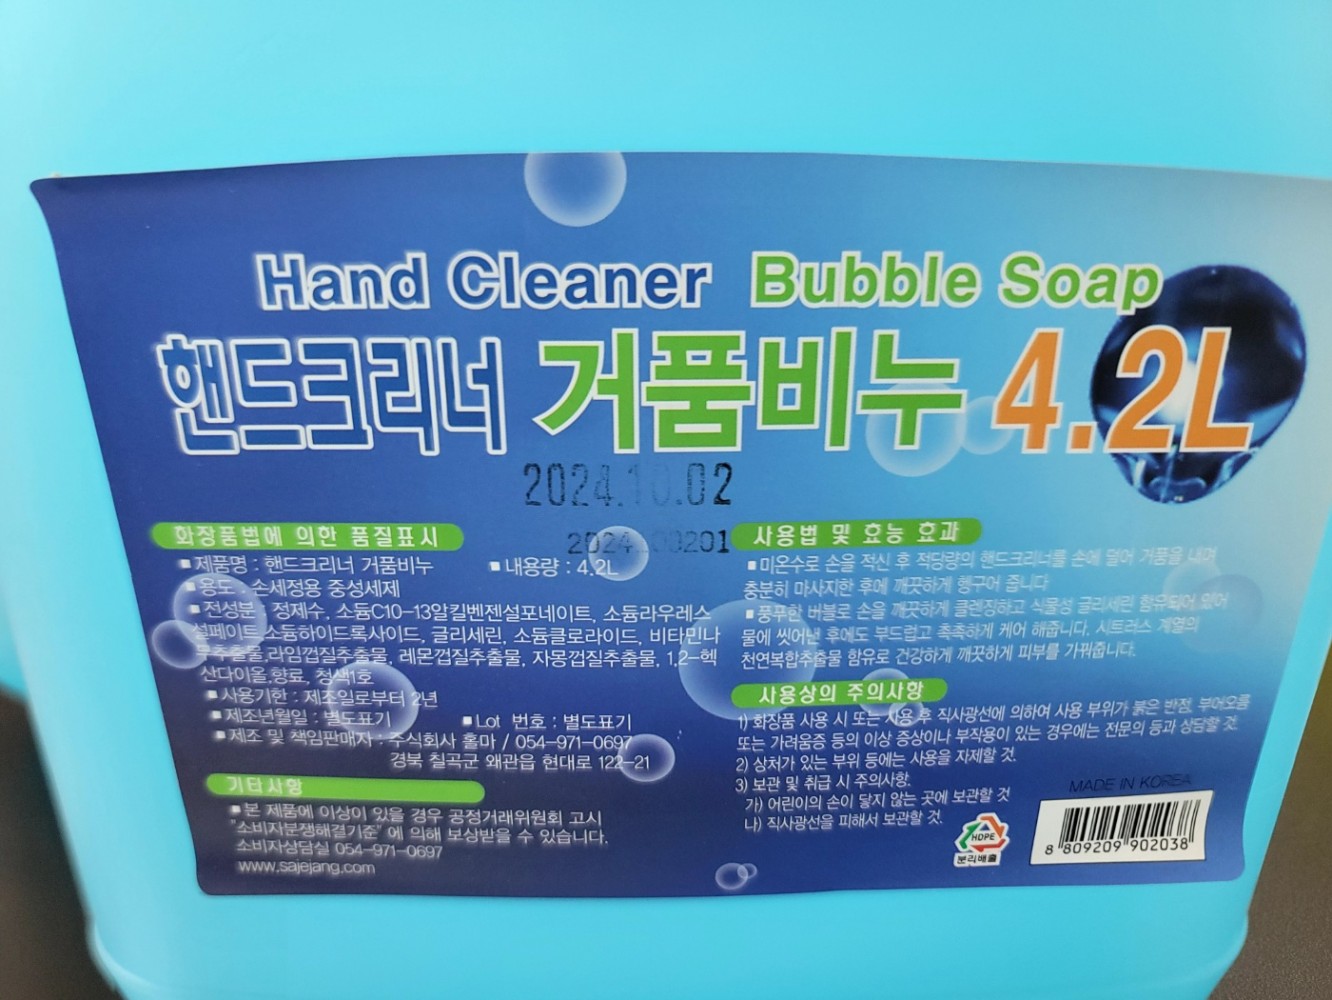 Hand Cleaner Bubble Soap
핸드크리너 거품비누 4.2L
2024.10.02
화장품법에 의한 품질표시
▪제품명 : 핸드크리너 거품비누 ▪내용량 : 4.2L
▪용도 : 손세정용 중성세제
▪전성분 : 정제수, 소듐C10-13알킬벤젠설포네이트, 소듐라우레스
설페이트,소듐하이드록사이드, 글리세린, 소듐클로라이드, 비타민나
무추출물,라임껍질추출물, 레몬껍질추출물, 자몽껍질추출물, 1,2-헥
산다이올,향료, 청색1호
▪사용기한 : 제조일로부터 2년
▪제조년월일 : 별도표기 ▪Lot 번호 : 별도표기
▪제조 및 책임판매자 : 주식회사 홀마 / 054-971-0697
경북 칠곡군 왜관읍 현대로 122-21
기타사항
▪본 제품에 이상이 있을 경우 공정거래위원회 고시
"소비자분쟁해결기준" 에 의해 보상받을 수 있습니다.
소비자상담실 054-971-0697
www.sajejang.com
사용법 및 효능 효과
▪미온수로 손을 적신 후 적당량의 핸드크리너를 손에 덜어 거품을 내며
충분히 마사지한 후에 깨끗하게 헹구어 줍니다
▪풍푸한 버블로 손을 깨끗하게 클렌징하고 식물성 글리세린 함유되어 있어
물에 씻어낸 후에도 부드럽고 촉촉하게 케어 해줍니다. 시트러스 계열의
천연복합추출물 함유로 건강하게 깨끗하게 피부를 가꿔줍니다.
사용상의 주의사항
1) 화장품 사용 시 또는 사용 후 직사광선에 의하여 사용 부위가 붉은 반점, 부어오름
또는 가려움증 등의 이상 증상이나 부작용이 있는 경우에는 전문의 등과 상담할 것
2) 상처가 있는 부위 등에는 사용을 자제할 것.
3) 보관 및 취급 시 주의사항.
가) 어린이의 손이 닿지 않는 곳에 보관할 것
나) 직사광선을 피해서 보관할 것.
MADE IN KOREA
HDPE
분리배출
8 809209 902038